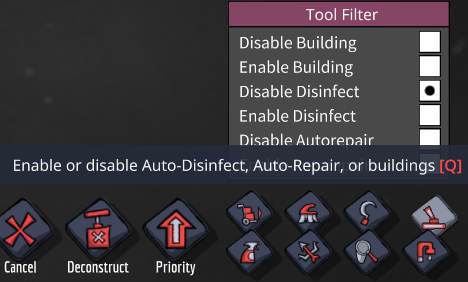 Tool Filter
Disable Building
Enable Building
Disable Disinfect
Enable Disinfect
Disable Autorepair
Enable or disable Auto-Disinfect, Auto-Repair, or buildings [Q]
Cancel
Deconstruct
Priority